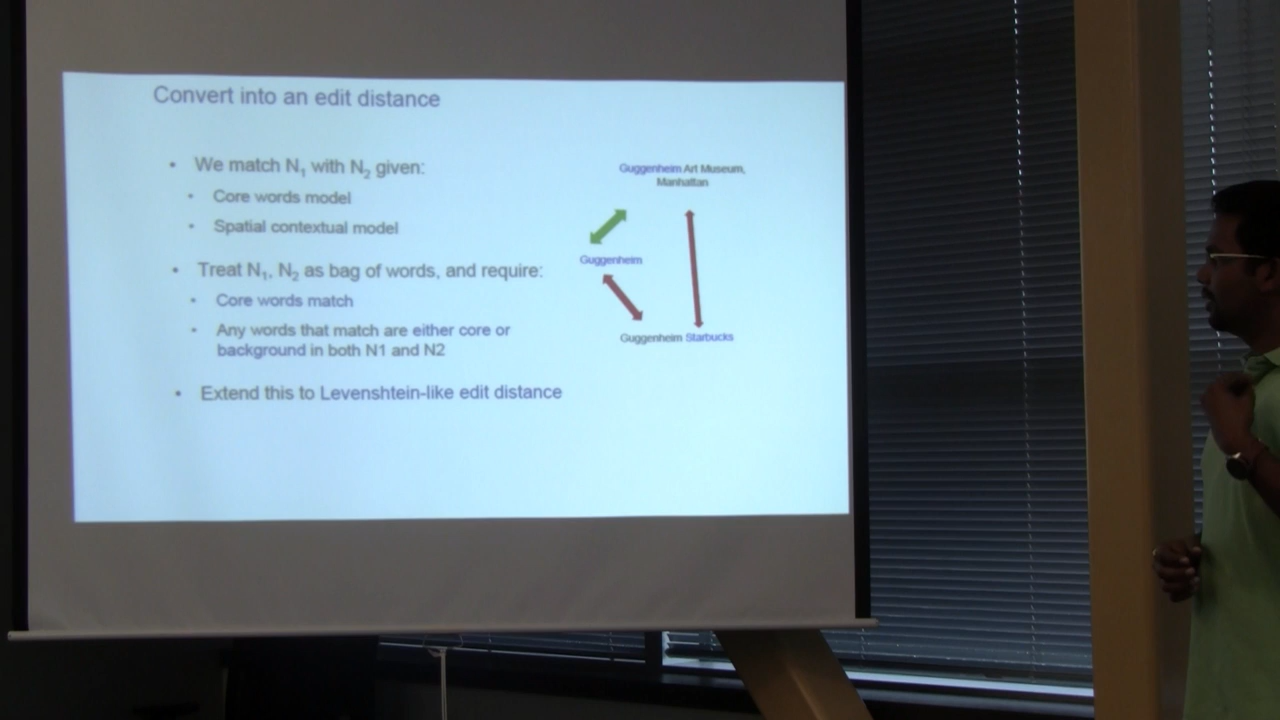 Convert into an edit distance
• We match N1 with N2 given:
• Core words model
• Spatial contextual model
• Treat N1, N2 as bag of words, and require:
• Core words match
• Any words that match are either core or
background in both N1 and N2
• Extend this to Levenshtein-like edit distance
Guggenheim Art Museum,
Manhattan
Guggenheim
Guggenheim Starbucks